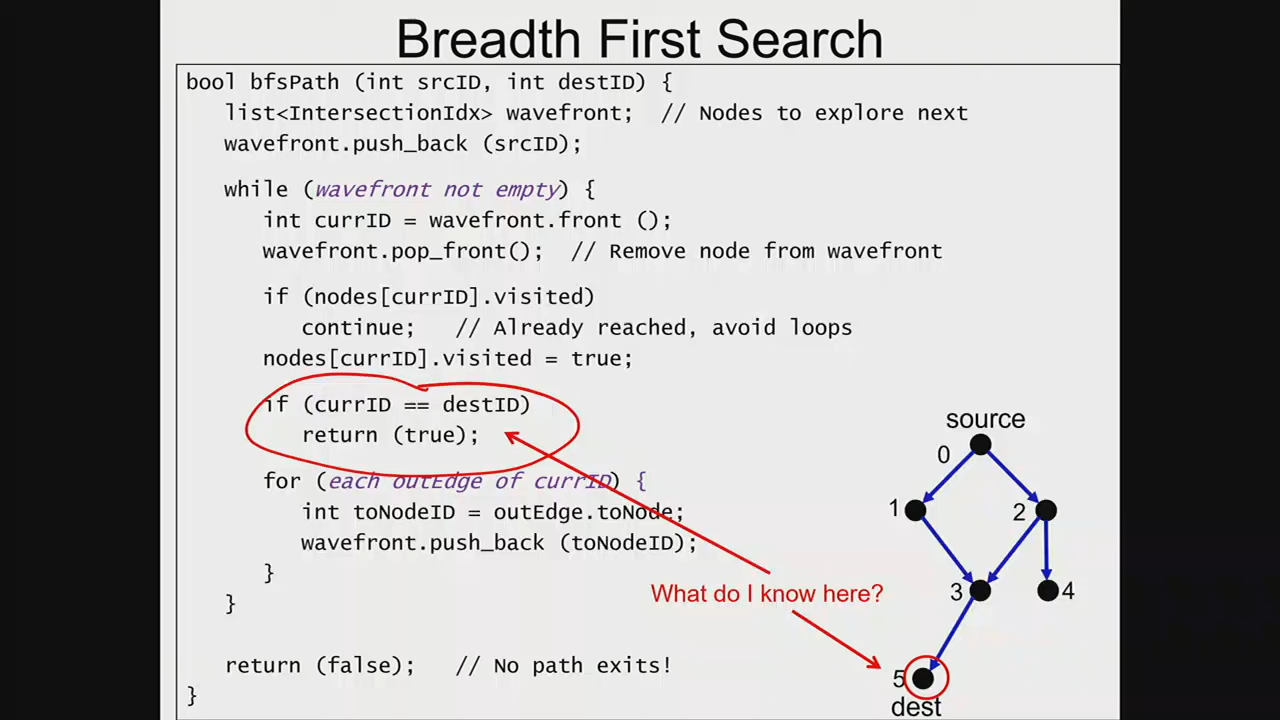 Breadth First Search
bool bfsPath (int srcID, int destID) {
list<IntersectionIdx> wavefront; // Nodes to explore next
wavefront.push_back (srcID);
while (wavefront not empty) {
int currID = wavefront.front ();
wavefront.pop_front(); // Remove node from wavefront
if (nodes[currID].visited)
continue; // Already reached, avoid loops
nodes[currID].visited = true;
if (currID == destID)
return (true);
for (each outEdge of currID) {
int toNodeID = outEdge.toNode;
wavefront.push_back (toNodeID);
}
}
return (false); // No path exits!
}
What do I know here?
source
0
1
2
3
4
5
dest